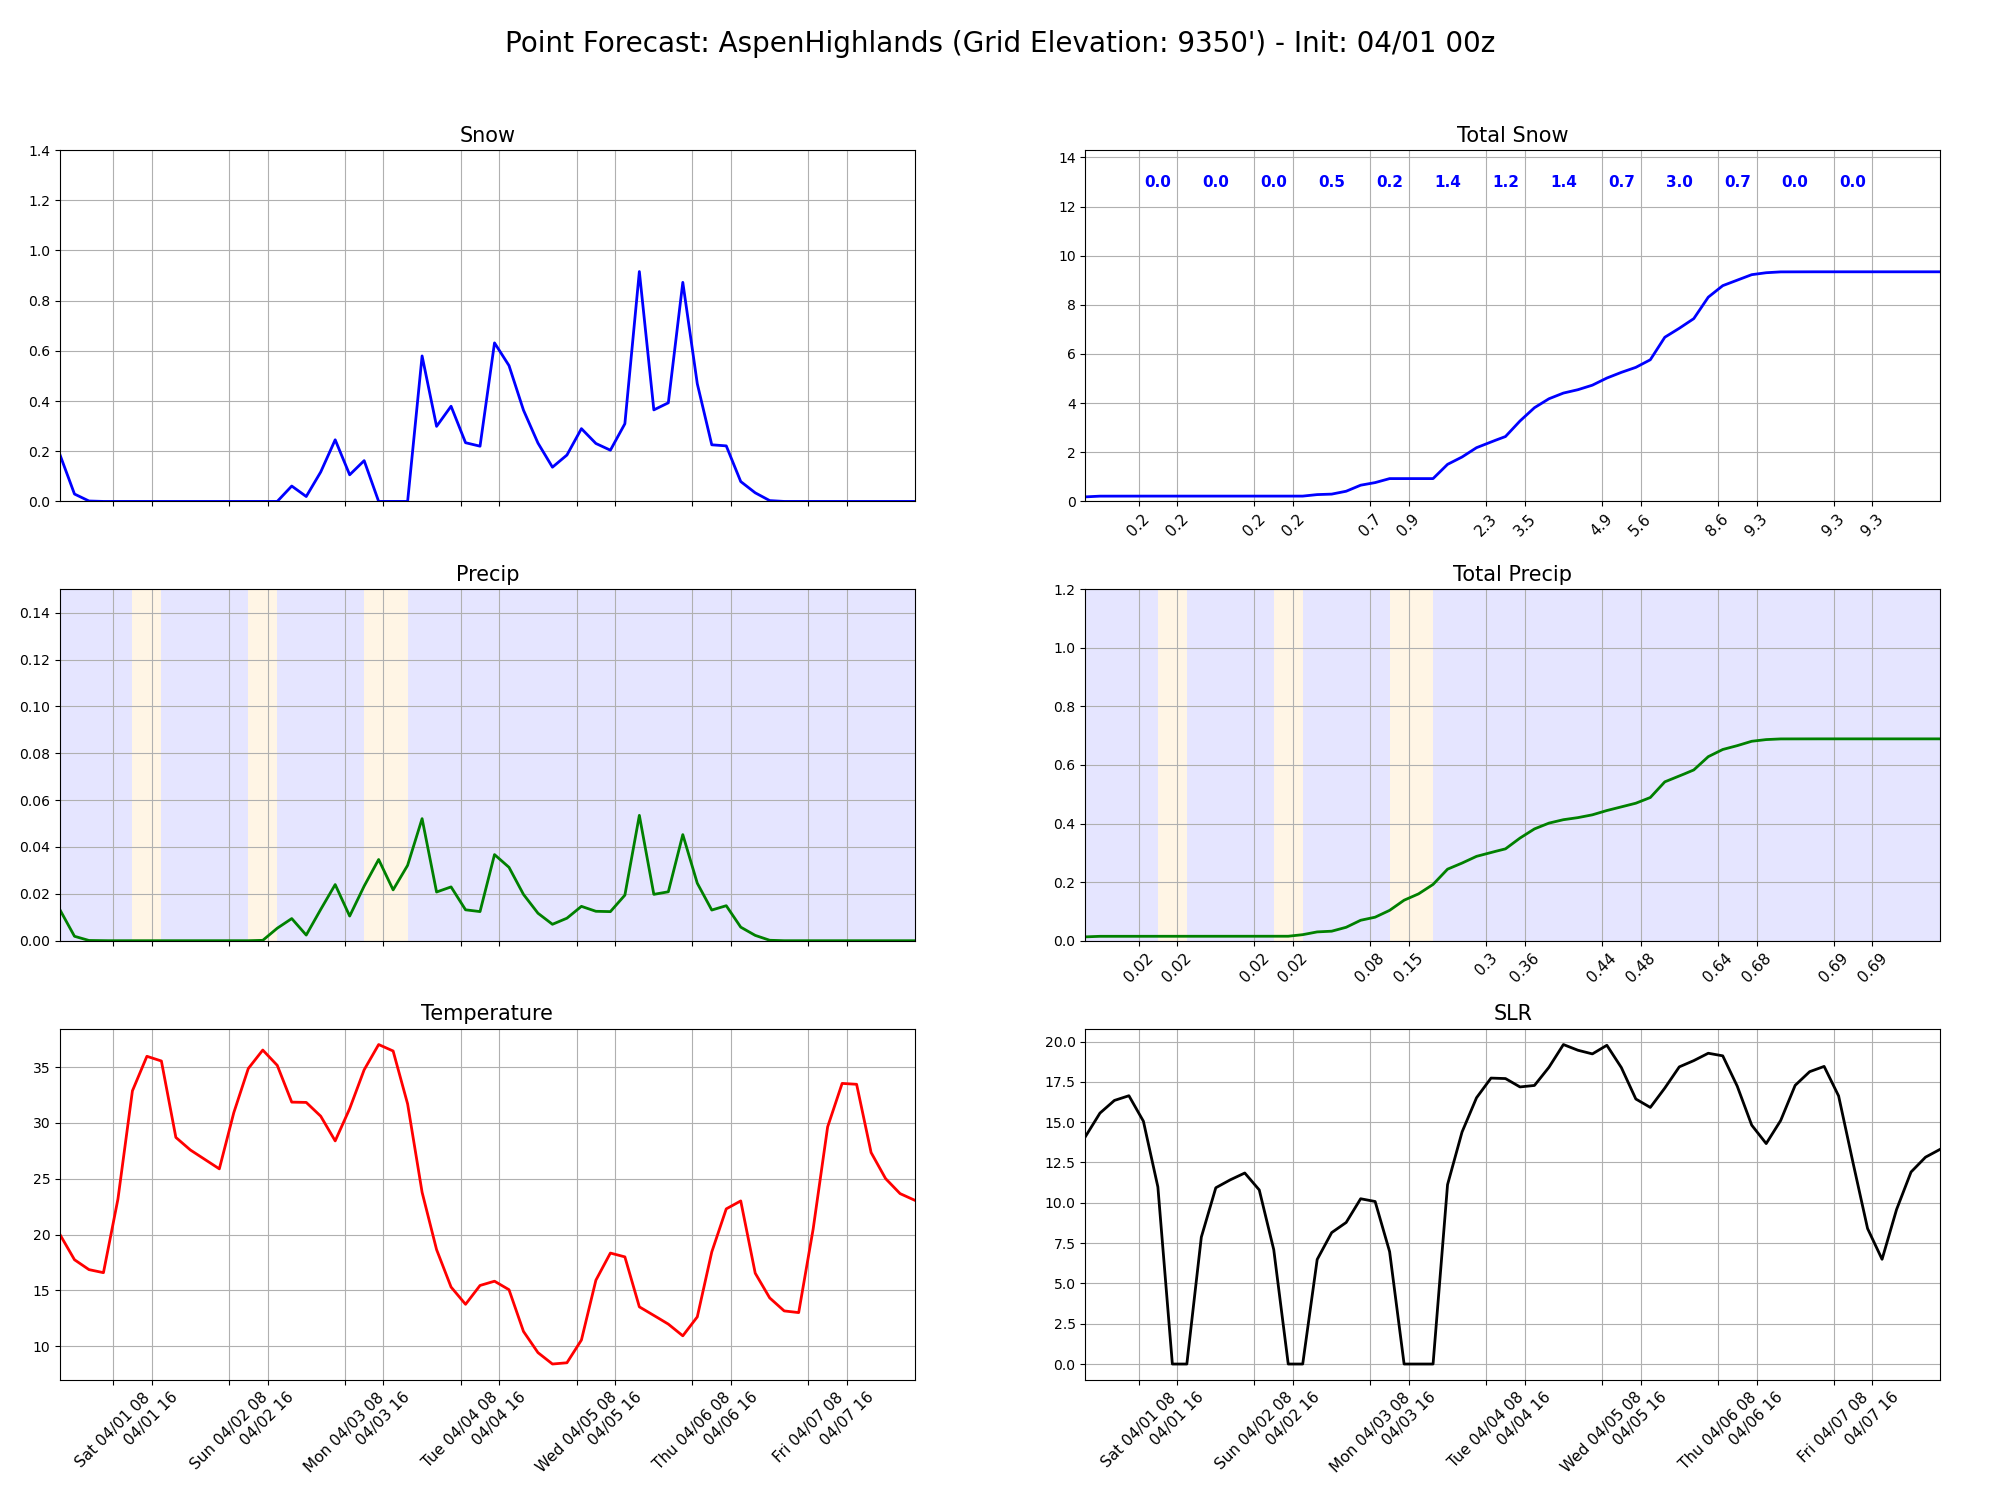 Point Forecast: AspenHighlands (Grid Elevation: 9350') - Init: 04/01 00z
Snow
1.4
1.2
1.0
0.8
0.6
0.4
0.2
0.0
Total Snow
14
12
10
8
6
4
2
0
0.0 0.0 0.0 0.5 0.2 1.4 1.2 1.4 0.7 3.0 0.7 0.0 0.0
0.2 0.2 0.2 0.2 0.7 0.9 2.3 3.5 4.9 5.6 8.6 9.3 9.3 9.3
Precip
0.14
0.12
0.10
0.08
0.06
0.04
0.02
0.00
Total Precip
1.2
1.0
0.8
0.6
0.4
0.2
0.0
0.02 0.02 0.02 0.02 0.08 0.15 0.3 0.36 0.44 0.48 0.64 0.68 0.69 0.69
Temperature
35
30
25
20
15
10
Sat 04/01 08
04/01 16
Sun 04/02 08
04/02 16
Mon 04/03 08
04/03 16
Tue 04/04 08
04/04 16
Wed 04/05 08
04/05 16
Thu 04/06 08
04/06 16
Fri 04/07 08
04/07 16
SLR
20.0
17.5
15.0
12.5
10.0
7.5
5.0
2.5
0.0
Sat 04/01 08
04/01 16
Sun 04/02 08
04/02 16
Mon 04/03 08
04/03 16
Tue 04/04 08
04/04 16
Wed 04/05 08
04/05 16
Thu 04/06 08
04/06 16
Fri 04/07 08
04/07 16